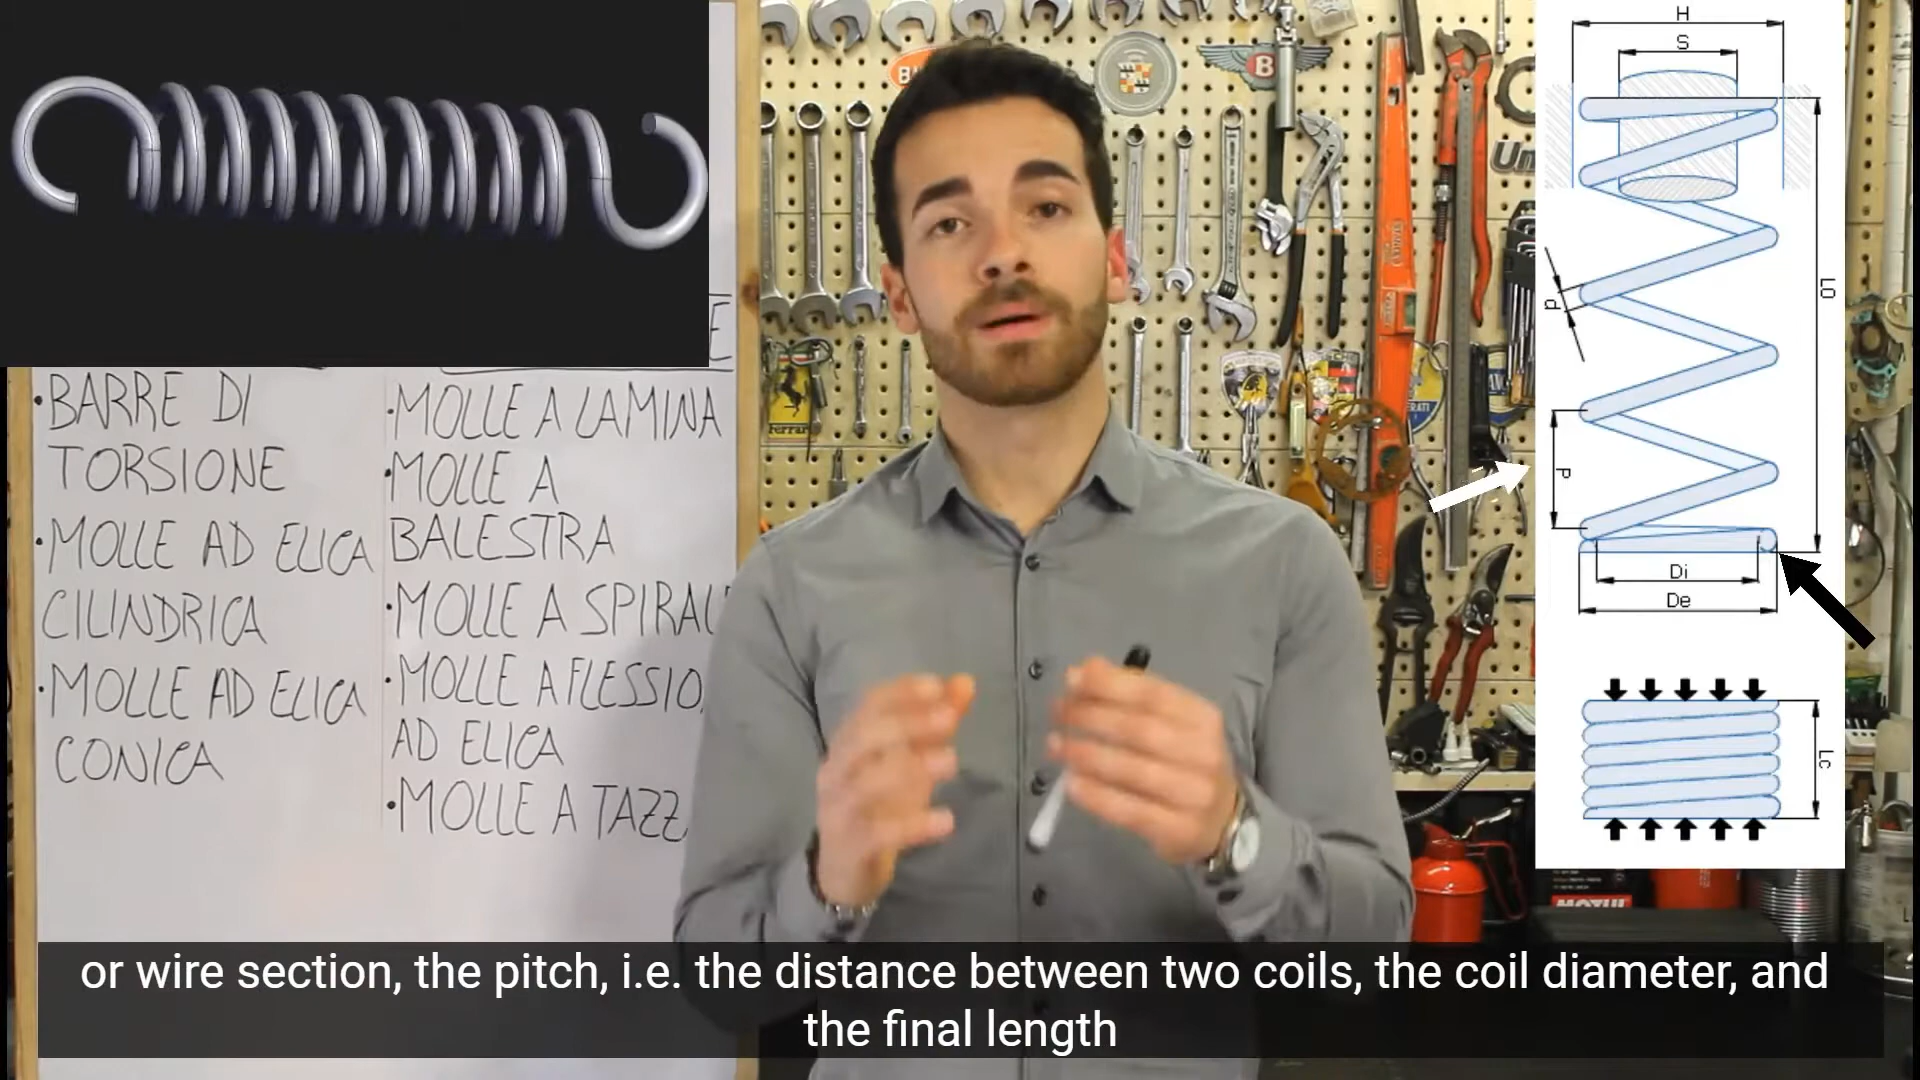 BARRE DI
TORSIONE
MOLLE AD ELICA
CILINDRICA
MOLLE AD ELICA
CONICA
MOLLE A LAMINA
MOLLE A
BALESTRA
MOLLE A SPIRAL
MOLLE A FLESSIO
AD ELICA
MOLLE A TAZZ
B
Ferrari
H
S
L0
d
P
Di
De
Lc
MOTUL
or wire section, the pitch, i.e. the distance between two coils, the coil diameter, and
the final length